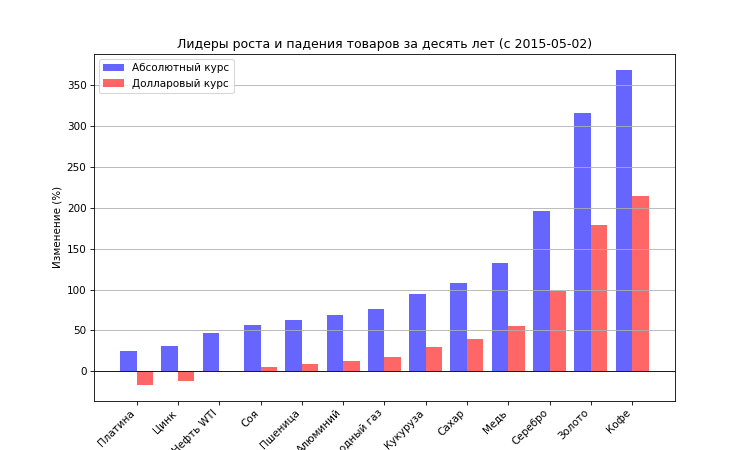 Лидеры роста и падения товаров за десять лет (с 2015-05-02)
Абсолютный курс
Долларовый курс
Изменение (%)
350
300
250
200
150
100
50
0
Платина
Цинк
Нефть WTI
Соя
Пшеница
Алюминий
газ
Кукуруза
Сахар
Медь
Серебро
Золото
Кофе